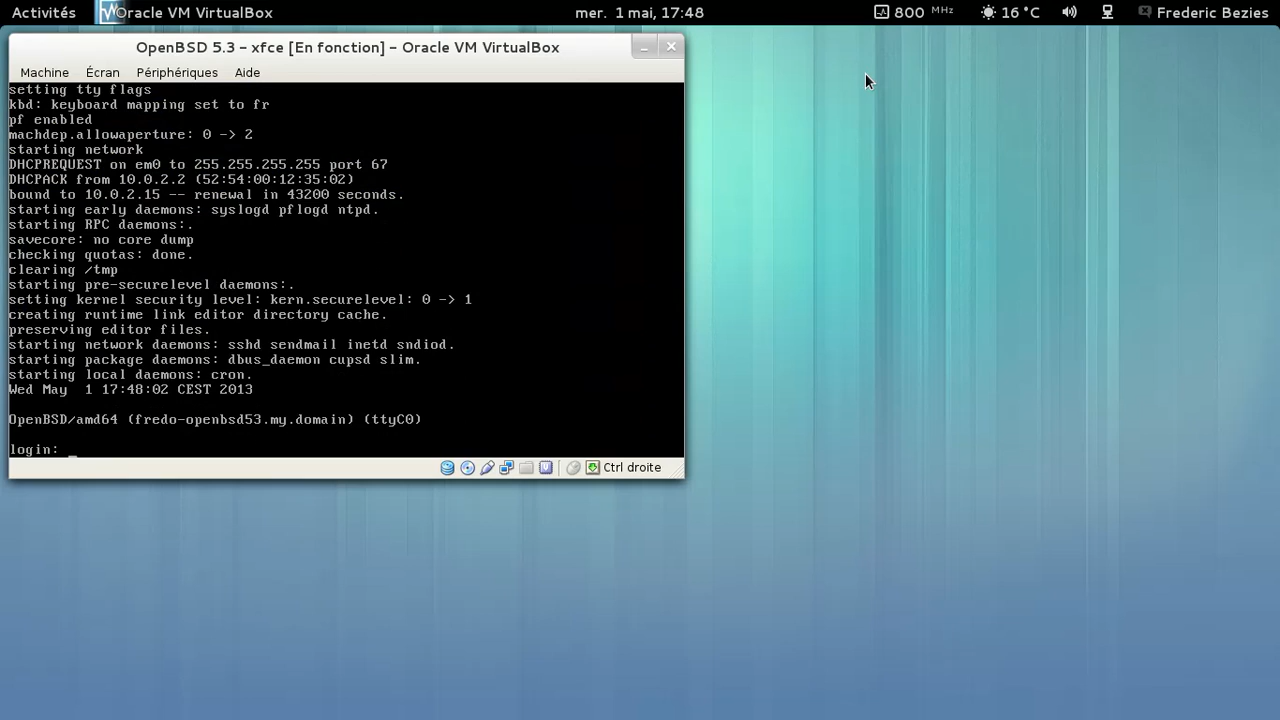 Activités Oracle VM VirtualBox mer. 1 mai, 17:48 800 MHz 16 °C Frederic Bezies
OpenBSD 5.3 – xfce [En fonction] – Oracle VM VirtualBox
Machine Écran Périphériques Aide
setting tty flags
kbd: keyboard mapping set to fr
pf enabled
machdep.allowaperture: 0 -> 2
starting network
DHCPREQUEST on em0 to 255.255.255.255 port 67
DHCPACK from 10.0.2.2 (52:54:00:12:35:02)
bound to 10.0.2.15 -- renewal in 43200 seconds.
starting early daemons: syslogd pflogd ntpd.
starting RPC daemons:.
savecore: no core dump
checking quotas: done.
clearing /tmp
starting pre-securelevel daemons:.
setting kernel security level: kern.securelevel: 0 -> 1
creating runtime link editor directory cache.
preserving editor files.
starting network daemons: sshd sendmail inetd sndiod.
starting package daemons: dbus_daemon cupsd slim.
starting local daemons: cron.
Wed May  1 17:48:02 CEST 2013
OpenBSD/amd64 (fredo-openbsd53.my.domain) (ttyC0)
login: _
Ctrl droite